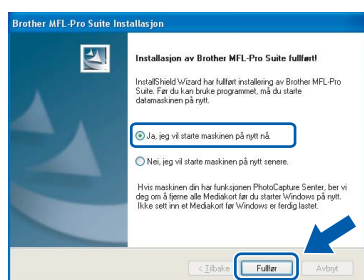 Brother MFL-Pro Suite Installasjon
Installasjon av Brother MFL-Pro Suite fullført!
InstallShield Wizard har fullført installering av Brother MFL-Pro
Suite. Før du kan bruke programmet, må du starte
datamaskinen på nytt.
Ja, jeg vil starte maskinen på nytt nå.
Nei, jeg vil starte maskinen på nytt senere.
Hvis maskinen din har funksjonen PhotoCapture Senter, ber vi
deg om å fjerne alle Mediakort før du starter Windows på nytt.
Ikke sett inn et Mediakort før Windows er ferdig lastet.
< Tilbake Fullfør Avbryt